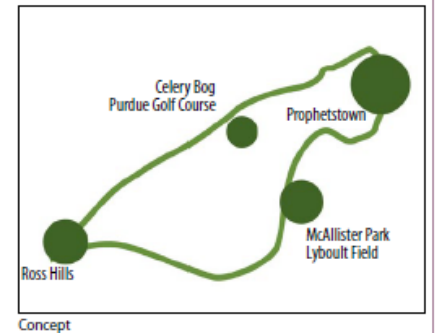 Celery Bog
Purdue Golf Course
Prophetstown
McAllister Park
Lyboult Field
Ross Hills
Concept